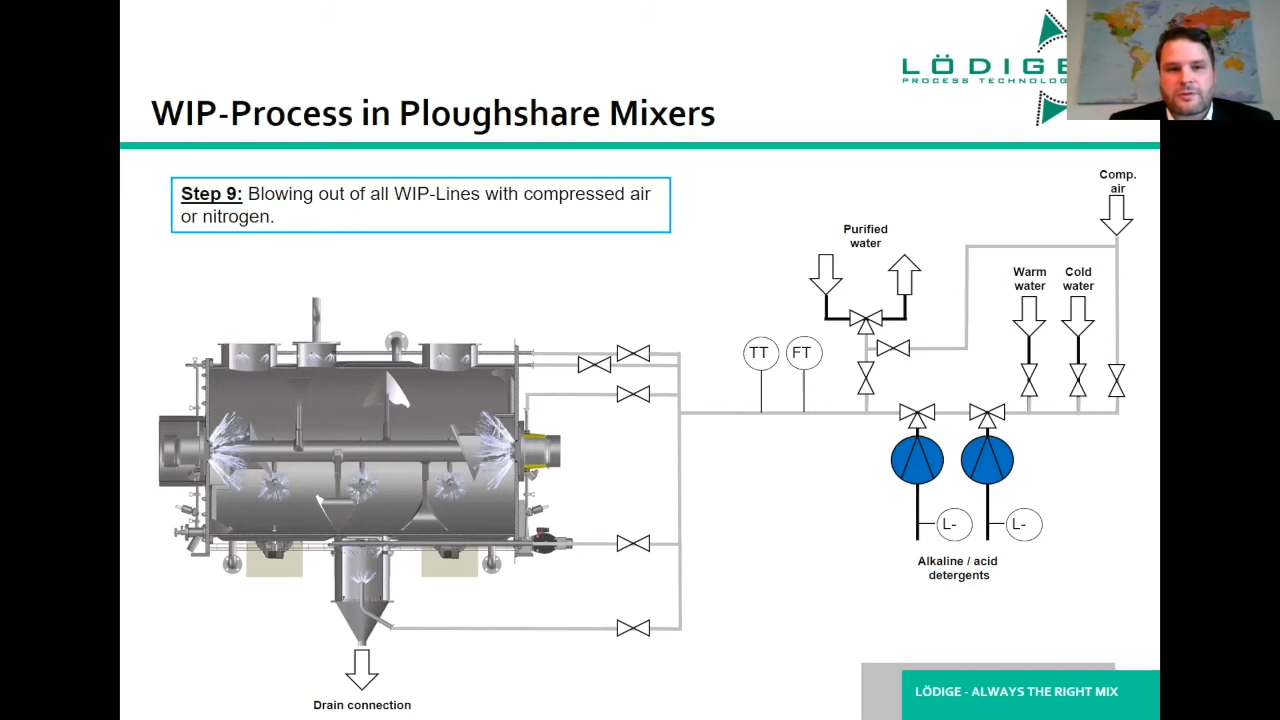 LÖDIGE
PROCESS TECHNOLOGY
WIP-Process in Ploughshare Mixers
Step 9: Blowing out of all WIP-Lines with compressed air
or nitrogen.
Comp.
air
Purified
water
Warm
water
Cold
water
TT
FT
L-
L-
Alkaline / acid
detergents
Drain connection
LÖDIGE - ALWAYS THE RIGHT MIX